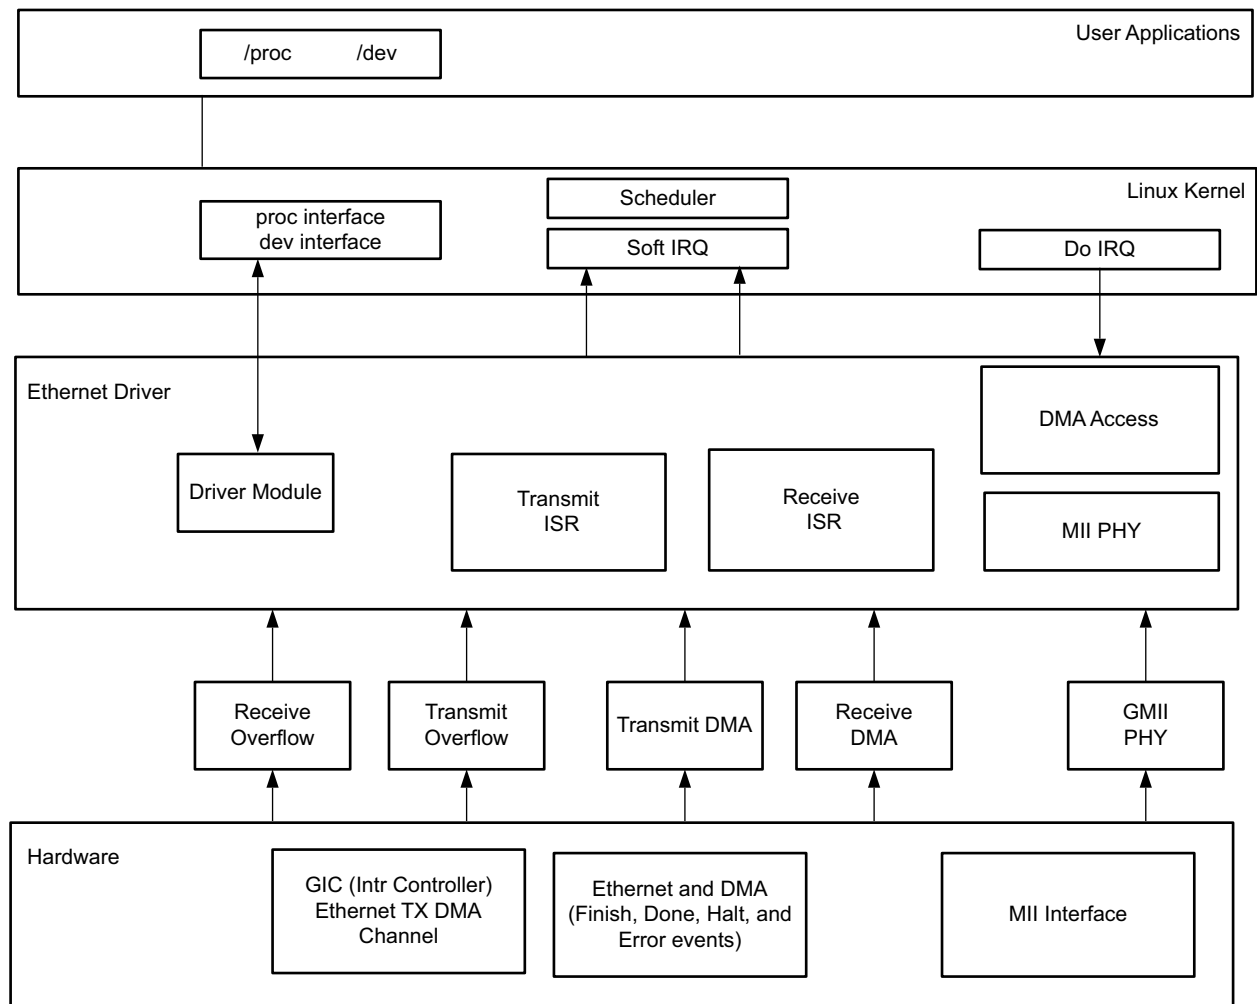 User Applications
/proc /dev
Linux Kernel
Scheduler
proc interface
dev interface
Soft IRQ
Do IRQ
Ethernet Driver
DMA Access
Driver Module
Transmit
ISR
Receive
ISR
MII PHY
Receive
Overflow
Transmit
Overflow
Transmit DMA
Receive
DMA
GMII
PHY
Hardware
GIC (Intr Controller)
Ethernet TX DMA
Channel
Ethernet and DMA
(Finish, Done, Halt, and
Error events)
MII Interface